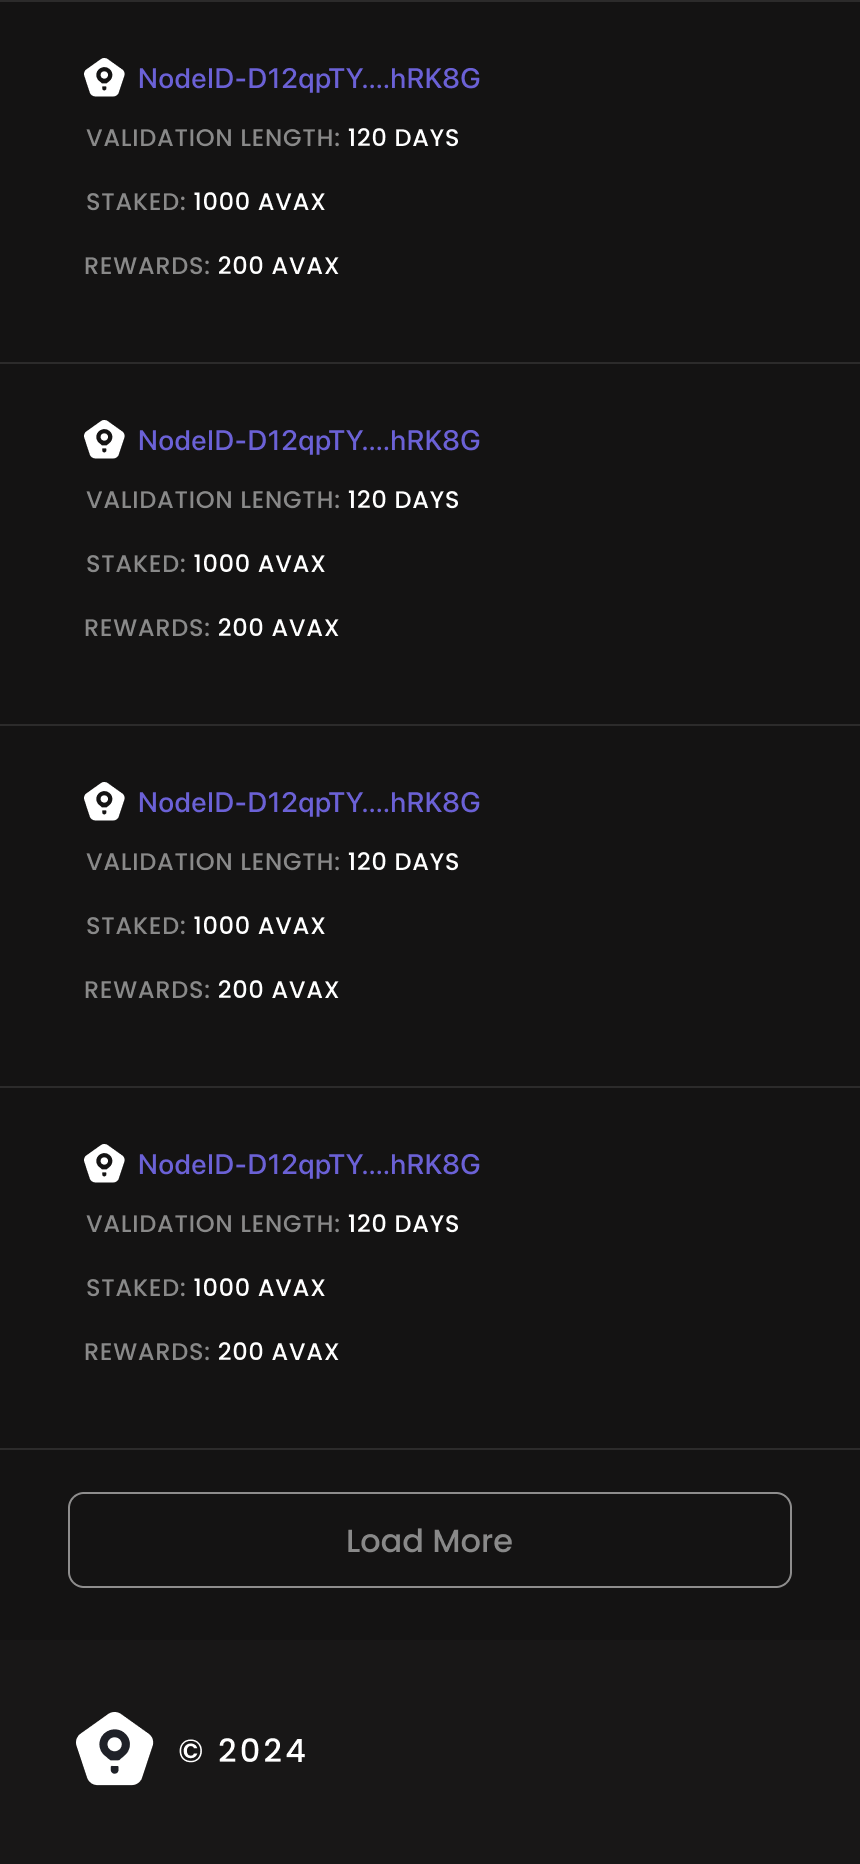 NodeID-D12qpTY....hRK8G
VALIDATION LENGTH: 120 DAYS
STAKED: 1000 AVAX
REWARDS: 200 AVAX
NodeID-D12qpTY....hRK8G
VALIDATION LENGTH: 120 DAYS
STAKED: 1000 AVAX
REWARDS: 200 AVAX
NodeID-D12qpTY....hRK8G
VALIDATION LENGTH: 120 DAYS
STAKED: 1000 AVAX
REWARDS: 200 AVAX
NodeID-D12qpTY....hRK8G
VALIDATION LENGTH: 120 DAYS
STAKED: 1000 AVAX
REWARDS: 200 AVAX
Load More
© 2024